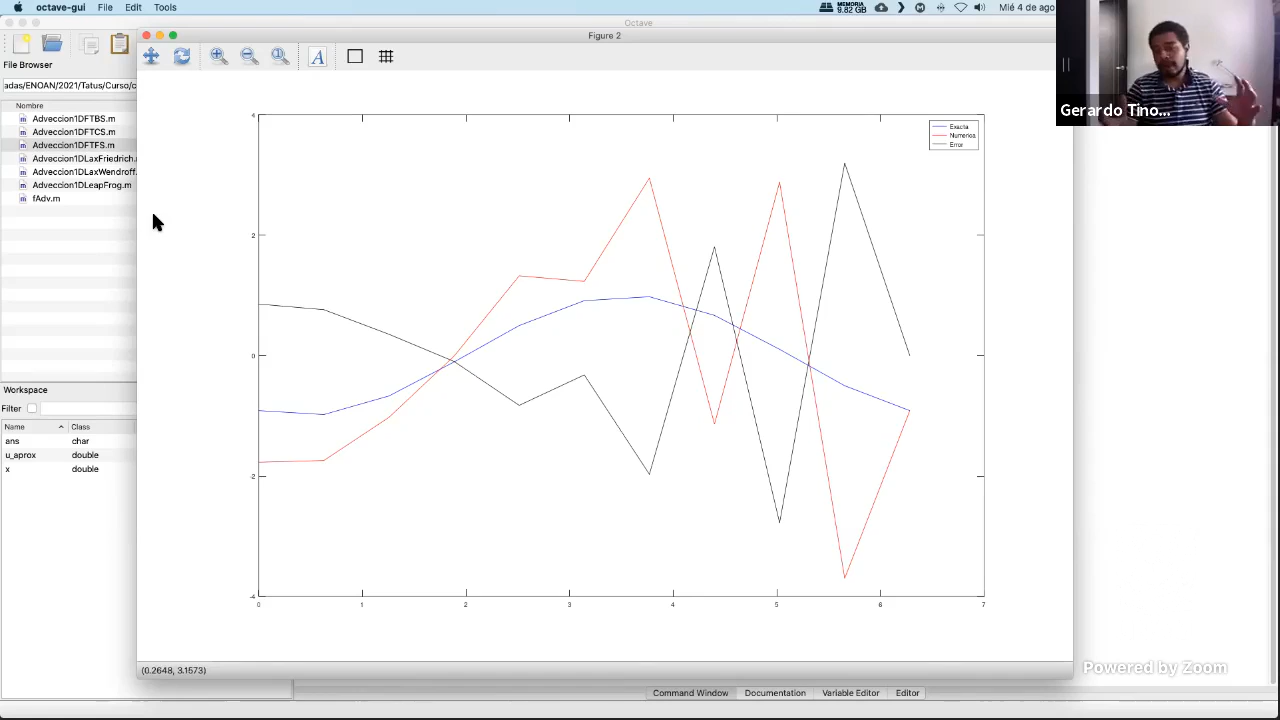 octave-gui File Edit Tools
MEMORIA
9.82 GB
Mié 4 de ago
Octave
Figure 2
File Browser
adas/ENOAN/2021/Tatus/Curso/c
Nombre
Adveccion1DFTBS.m
Adveccion1DFTCS.m
Adveccion1DFTFS.m
Adveccion1DLaxFriedrich.
Adveccion1DLaxWendroff.
Adveccion1DLeapFrog.m
fAdv.m
Workspace
Filter
Name Class
ans char
u_aprox double
x double
A
Exacta
Numerica
Error
4
2
0
-2
-4
0 1 2 3 4 5 6 7
(0.2648, 3.1573)
Command Window Documentation Variable Editor Editor
Gerardo Tino...
Powered by Zoom